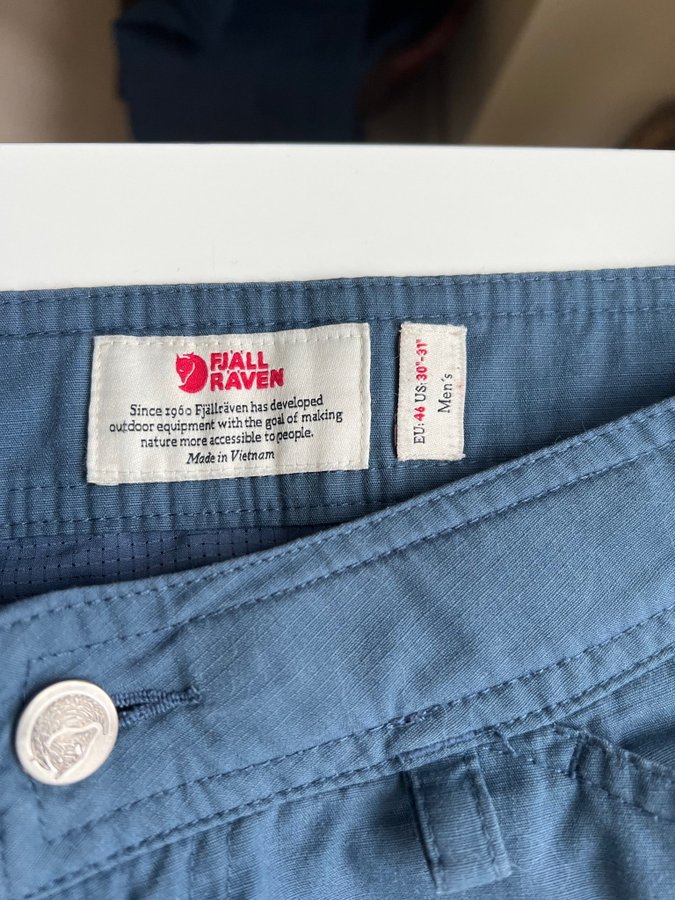 FJÄLL
RÄVEN
Since 1960 Fjällräven has developed
outdoor equipment with the goal of making
nature more accessible to people.
Made in Vietnam
EU: 46 US: 30"-31"
Men's